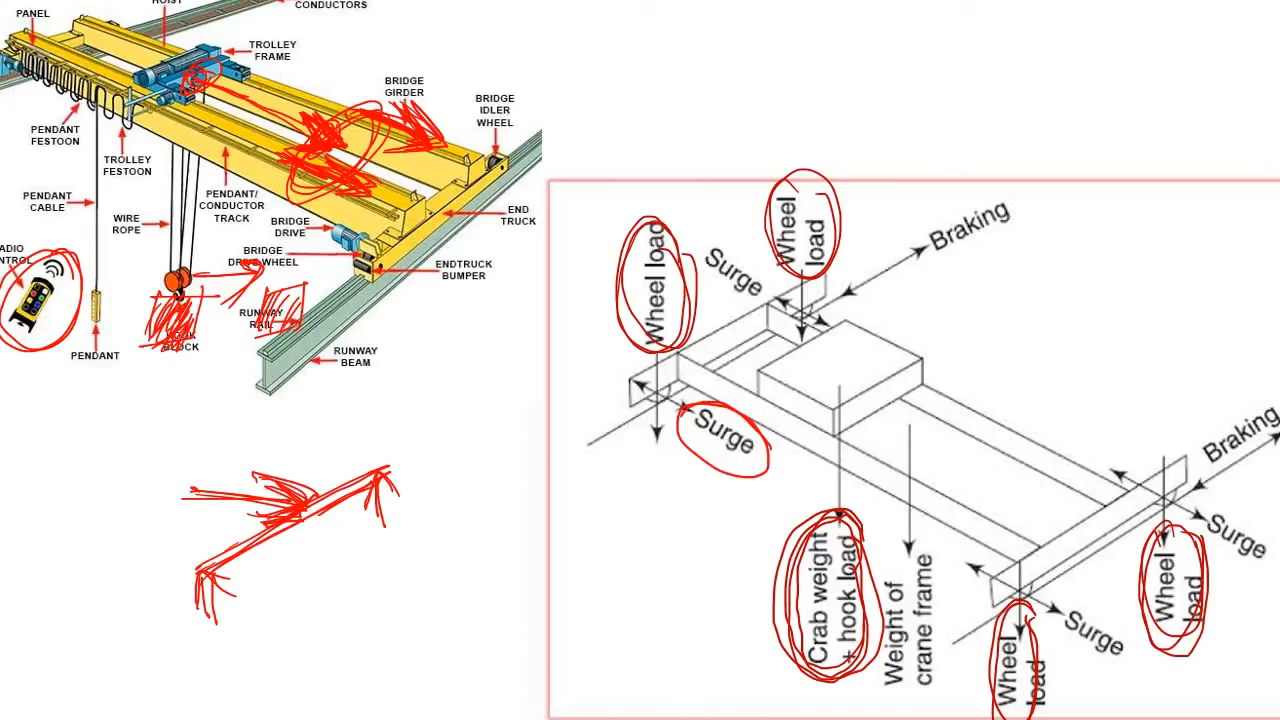 PANEL
HOIST
CONDUCTORS
TROLLEY
FRAME
BRIDGE
GIRDER
BRIDGE
IDLER
WHEEL
PENDANT
FESTOON
TROLLEY
FESTOON
PENDANT
CABLE
WIRE
ROPE
PENDANT/
CONDUCTOR
TRACK
BRIDGE
DRIVE
END
TRUCK
BRIDGE
DRIVE WHEEL
ENDTRUCK
BUMPER
RUNWAY
RAIL
BLOCK
PENDANT
RUNWAY
BEAM
Wheel load
Surge
Wheel
load
Braking
Surge
Crab weight
+ hook load
Weight of
crane frame
Braking
Surge
Wheel
load
Surge
Wheel
load